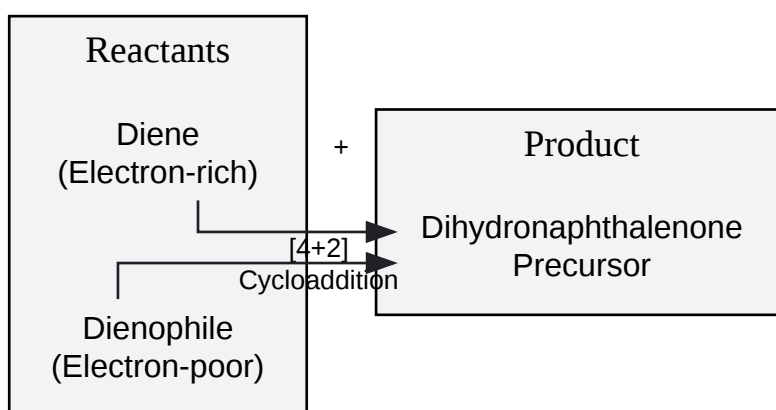 Reactants
Diene
(Electron-rich)
+
Product
Dihydronaphthalenone
Precursor
[4+2]
Cycloaddition
Dienophile
(Electron-poor)